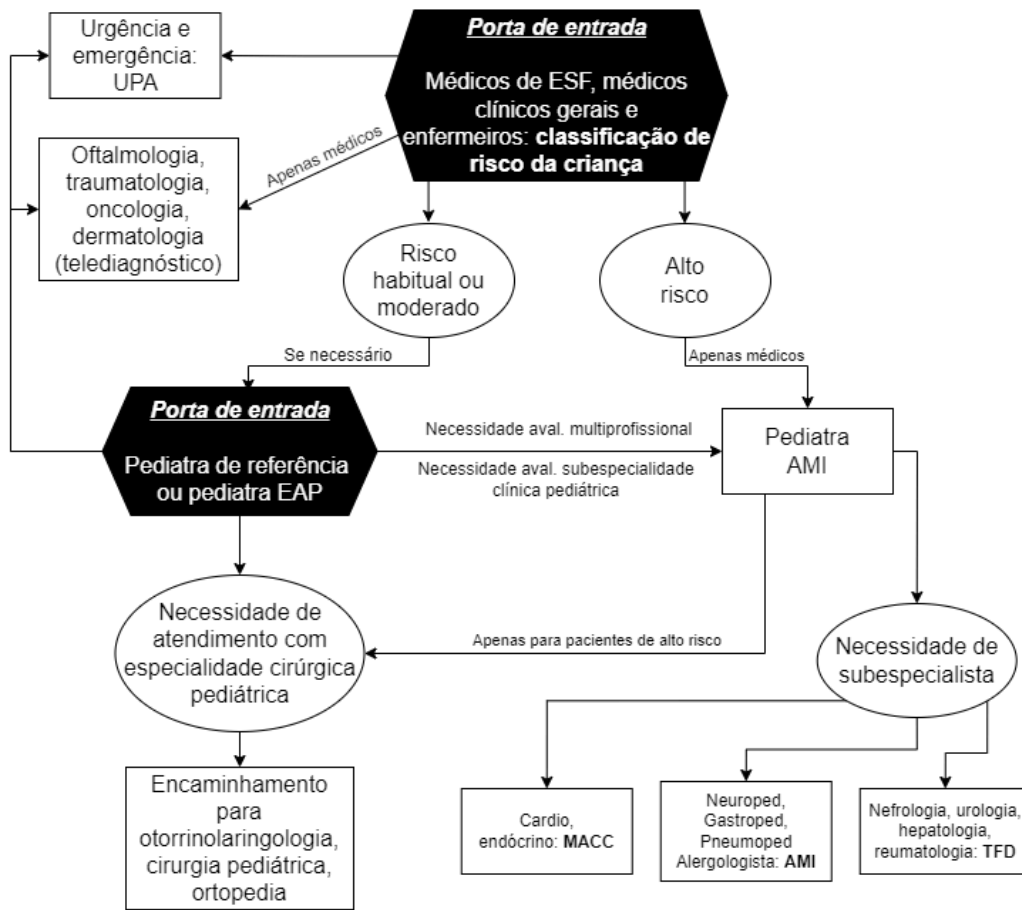 Urgência e
emergência:
UPA
Porta de entrada
Médicos de ESF, médicos
clínicos gerais e
enfermeiros: classificação de
risco da criança
Apenas médicos
Oftalmologia,
traumatologia,
oncologia,
dermatologia
(telediagnóstico)
Risco
habitual ou
moderado
Alto
risco
Se necessário
Apenas médicos
Porta de entrada
Pediatra de referência
ou pediatra EAP
Necessidade aval. multiprofissional
Necessidade aval. subespecialidade
clínica pediátrica
Pediatra
AMI
Necessidade de
atendimento com
especialidade cirúrgica
pediátrica
Apenas para pacientes de alto risco
Necessidade de
subespecialista
Encaminhamento
para
otorrinolaringologia,
cirurgia pediátrica,
ortopedia
Cardio,
endócrino: MACC
Neuroped,
Gastroped,
Pneumoped
Alergologista: AMI
Nefrologia, urologia,
hepatologia,
reumatologia: TFD